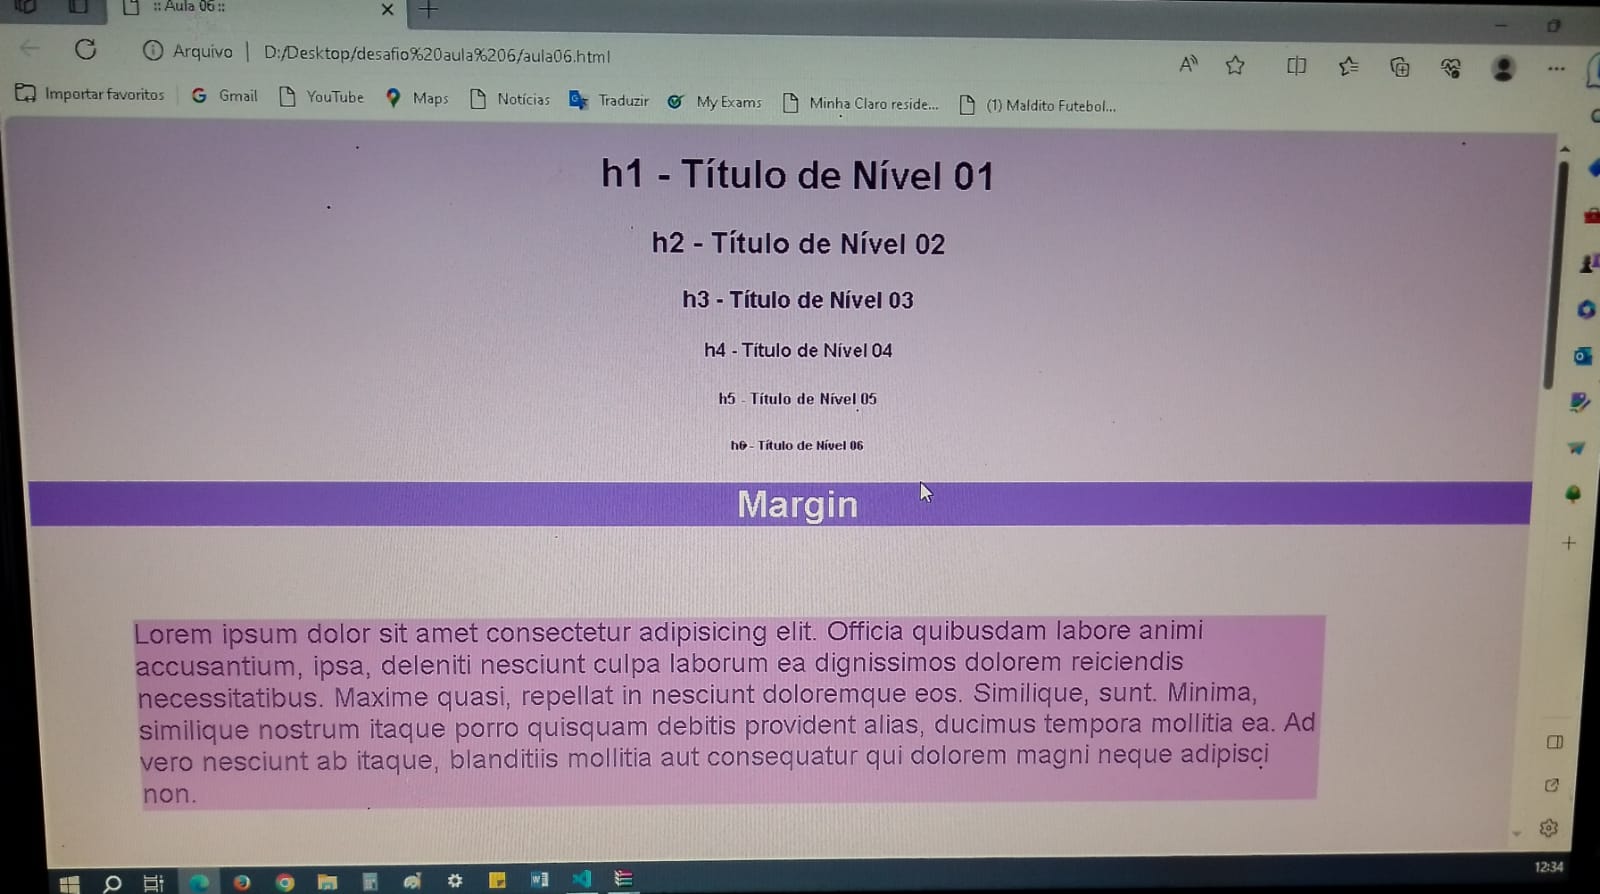 :: Aula 06 ::
Arquivo | D:/Desktop/desafio%20aula%206/aula06.html
Importar favoritos
Gmail
YouTube
Maps
Notícias
Traduzir
My Exams
Minha Claro reside...
(1) Maldito Futebol...
h1 - Título de Nível 01
h2 - Título de Nível 02
h3 - Título de Nível 03
h4 - Título de Nível 04
h5 - Título de Nível 05
h6 - Título de Nível 06
Margin
Lorem ipsum dolor sit amet consectetur adipisicing elit. Officia quibusdam labore animi
accusantium, ipsa, deleniti nesciunt culpa laborum ea dignissimos dolorem reiciendis
necessitatibus. Maxime quasi, repellat in nesciunt doloremque eos. Similique, sunt. Minima,
similique nostrum itaque porro quisquam debitis provident alias, ducimus tempora mollitia ea. Ad
vero nesciunt ab itaque, blanditiis mollitia aut consequatur qui dolorem magni neque adipisci
non.
12:34